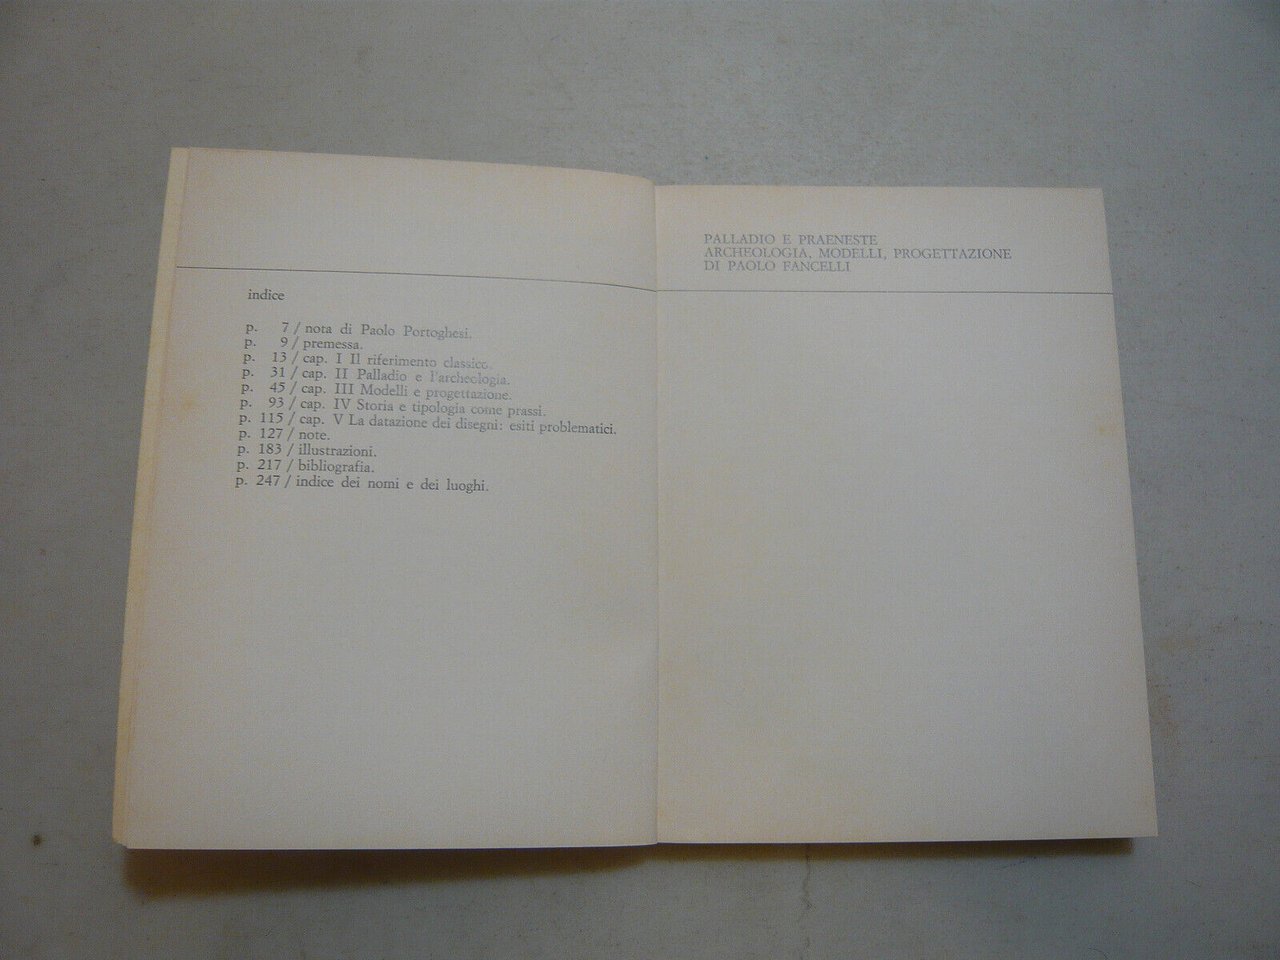 indice
p. 7 / nota di Paolo Portoghesi.
p. 9 / premessa.
p. 13 / cap. I Il riferimento classico.
p. 31 / cap. II Palladio e l'archeologia.
p. 45 / cap. III Modelli e progettazione.
p. 93 / cap. IV Storia e tipologia come prassi.
p. 115 / cap. V La datazione dei disegni: esiti problematici.
p. 127 / note.
p. 183 / illustrazioni.
p. 217 / bibliografia.
p. 247 / indice dei nomi e dei luoghi.
PALLADIO E PRAENESTE
ARCHEOLOGIA, MODELLI, PROGETTAZIONE
DI PAOLO FANCELLI